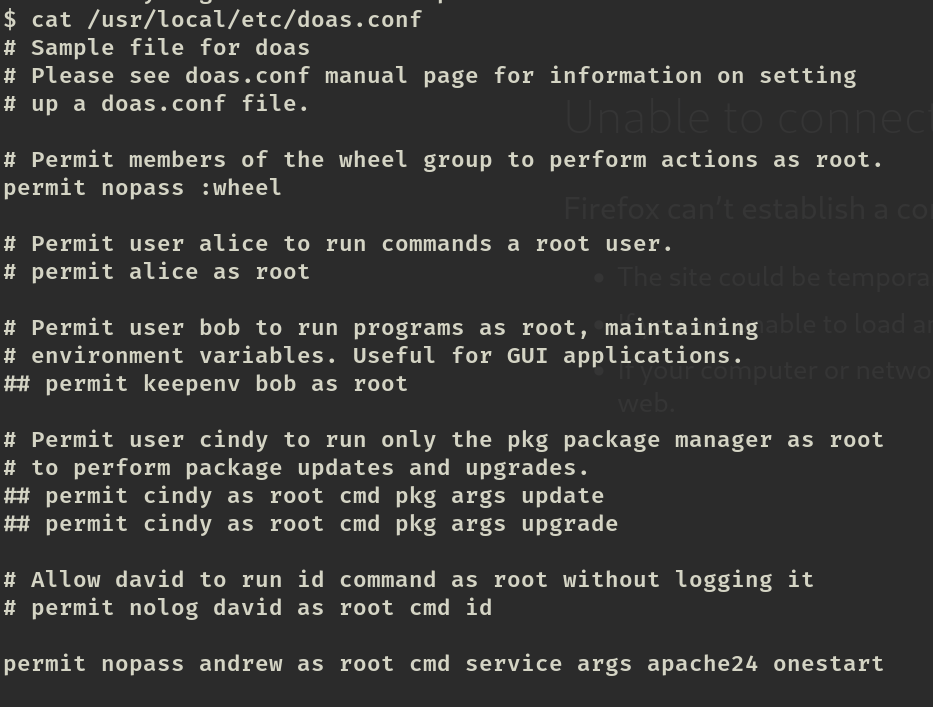 $ cat /usr/local/etc/doas.conf
# Sample file for doas
# Please see doas.conf manual page for information on setting
# up a doas.conf file.
# Permit members of the wheel group to perform actions as root.
permit nopass :wheel
# Permit user alice to run commands a root user.
# permit alice as root
# Permit user bob to run programs as root, maintaining
# environment variables. Useful for GUI applications.
## permit keepenv bob as root
# Permit user cindy to run only the pkg package manager as root
# to perform package updates and upgrades.
## permit cindy as root cmd pkg args update
## permit cindy as root cmd pkg args upgrade
# Allow david to run id command as root without logging it
# permit nolog david as root cmd id
permit nopass andrew as root cmd service args apache24 onestart
Unable to connect
Firefox can't establish a
The site could be
to load
If your computer or
web.